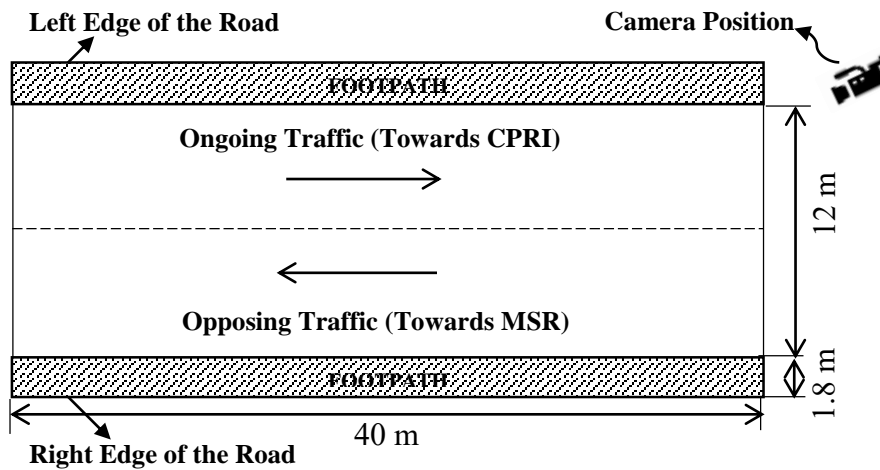 Left Edge of the Road
Camera Position
FOOTPATH
Ongoing Traffic (Towards CPRI)
12 m
Opposing Traffic (Towards MSR)
FOOTPATH
1.8 m
40 m
Right Edge of the Road